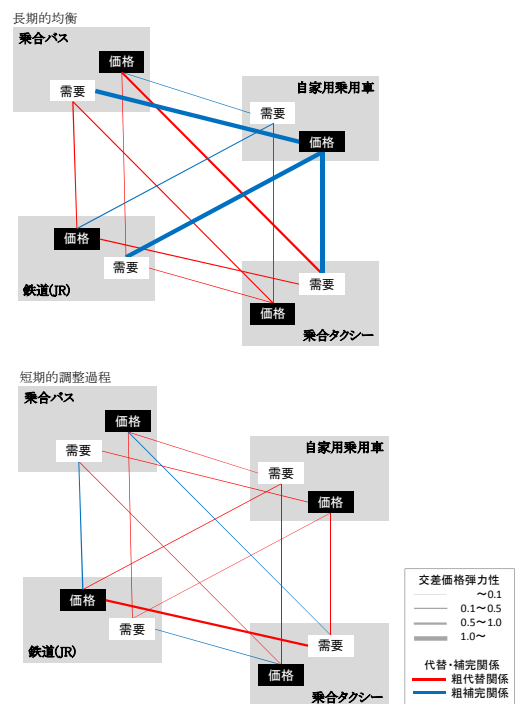 長期的均衡
乗合バス
価格
需要
自家用乗用車
需要
価格
価格
需要
鉄道(JR)
需要
価格
乗合タクシー
短期的調整過程
乗合バス
価格
需要
自家用乗用車
需要
価格
価格
需要
鉄道(JR)
需要
価格
乗合タクシー
交差価格弾力性
～0.1
0.1～0.5
0.5～1.0
1.0～
代替・補完関係
粗代替関係
粗補完関係